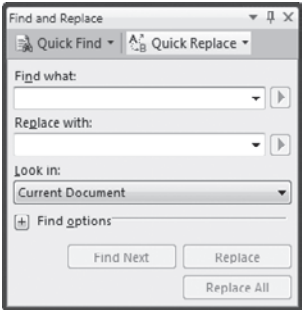 Find and Replace
Quick Find Quick Replace
Find what:
Replace with:
Look in:
Current Document
Find options
Find Next Replace
Replace All